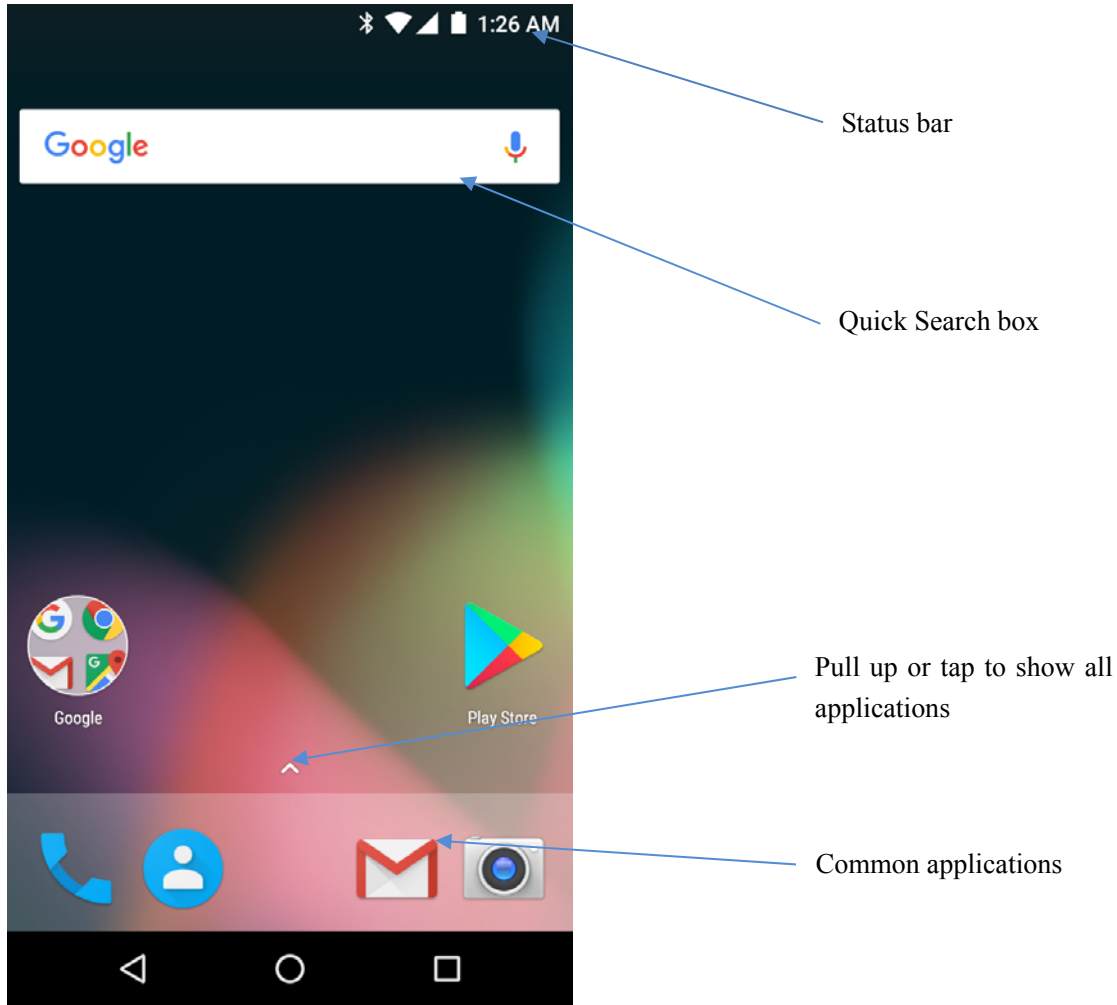 1:26 AM
Status bar
Google
Quick Search box
G
Google
Play Store
Pull up or tap to show all
applications
Common applications